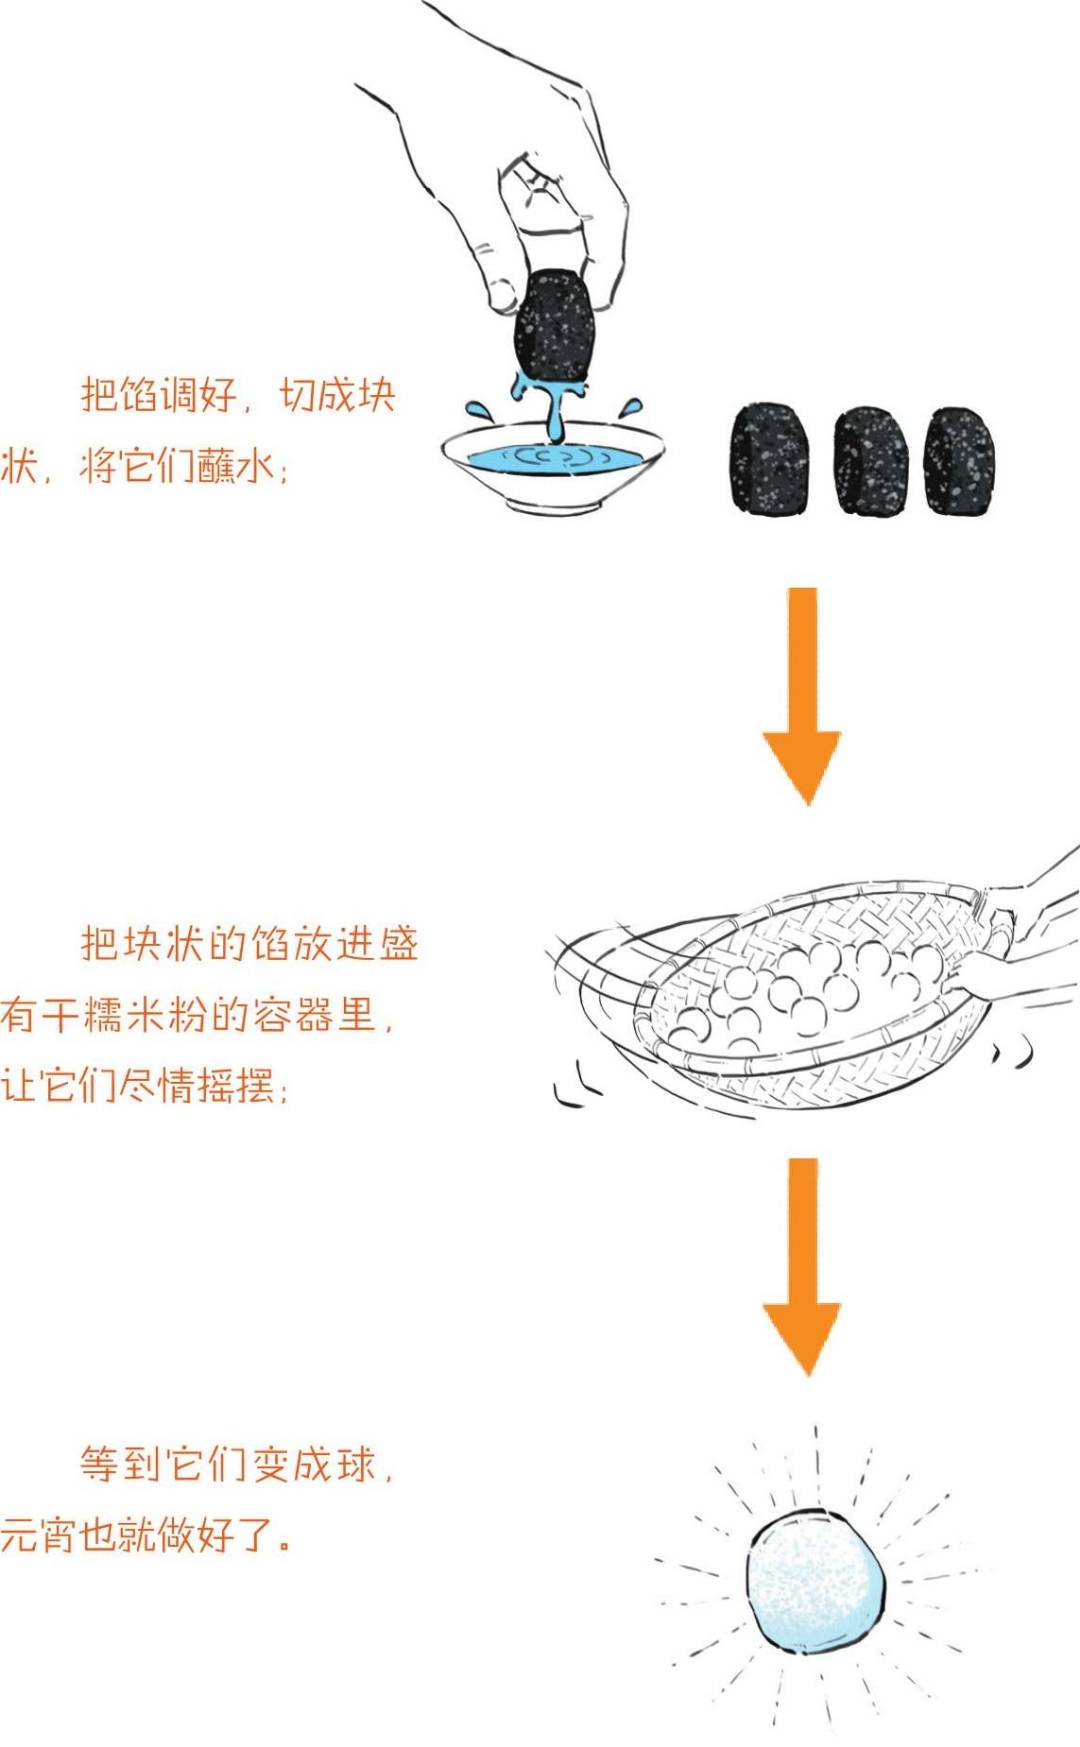 把馅调好，切成块
状，将它们蘸水；
把块状的馅放进盛
有干糯米粉的容器里，
让它们尽情摇摆；
等到它们变成球，
元宵也就做好了。